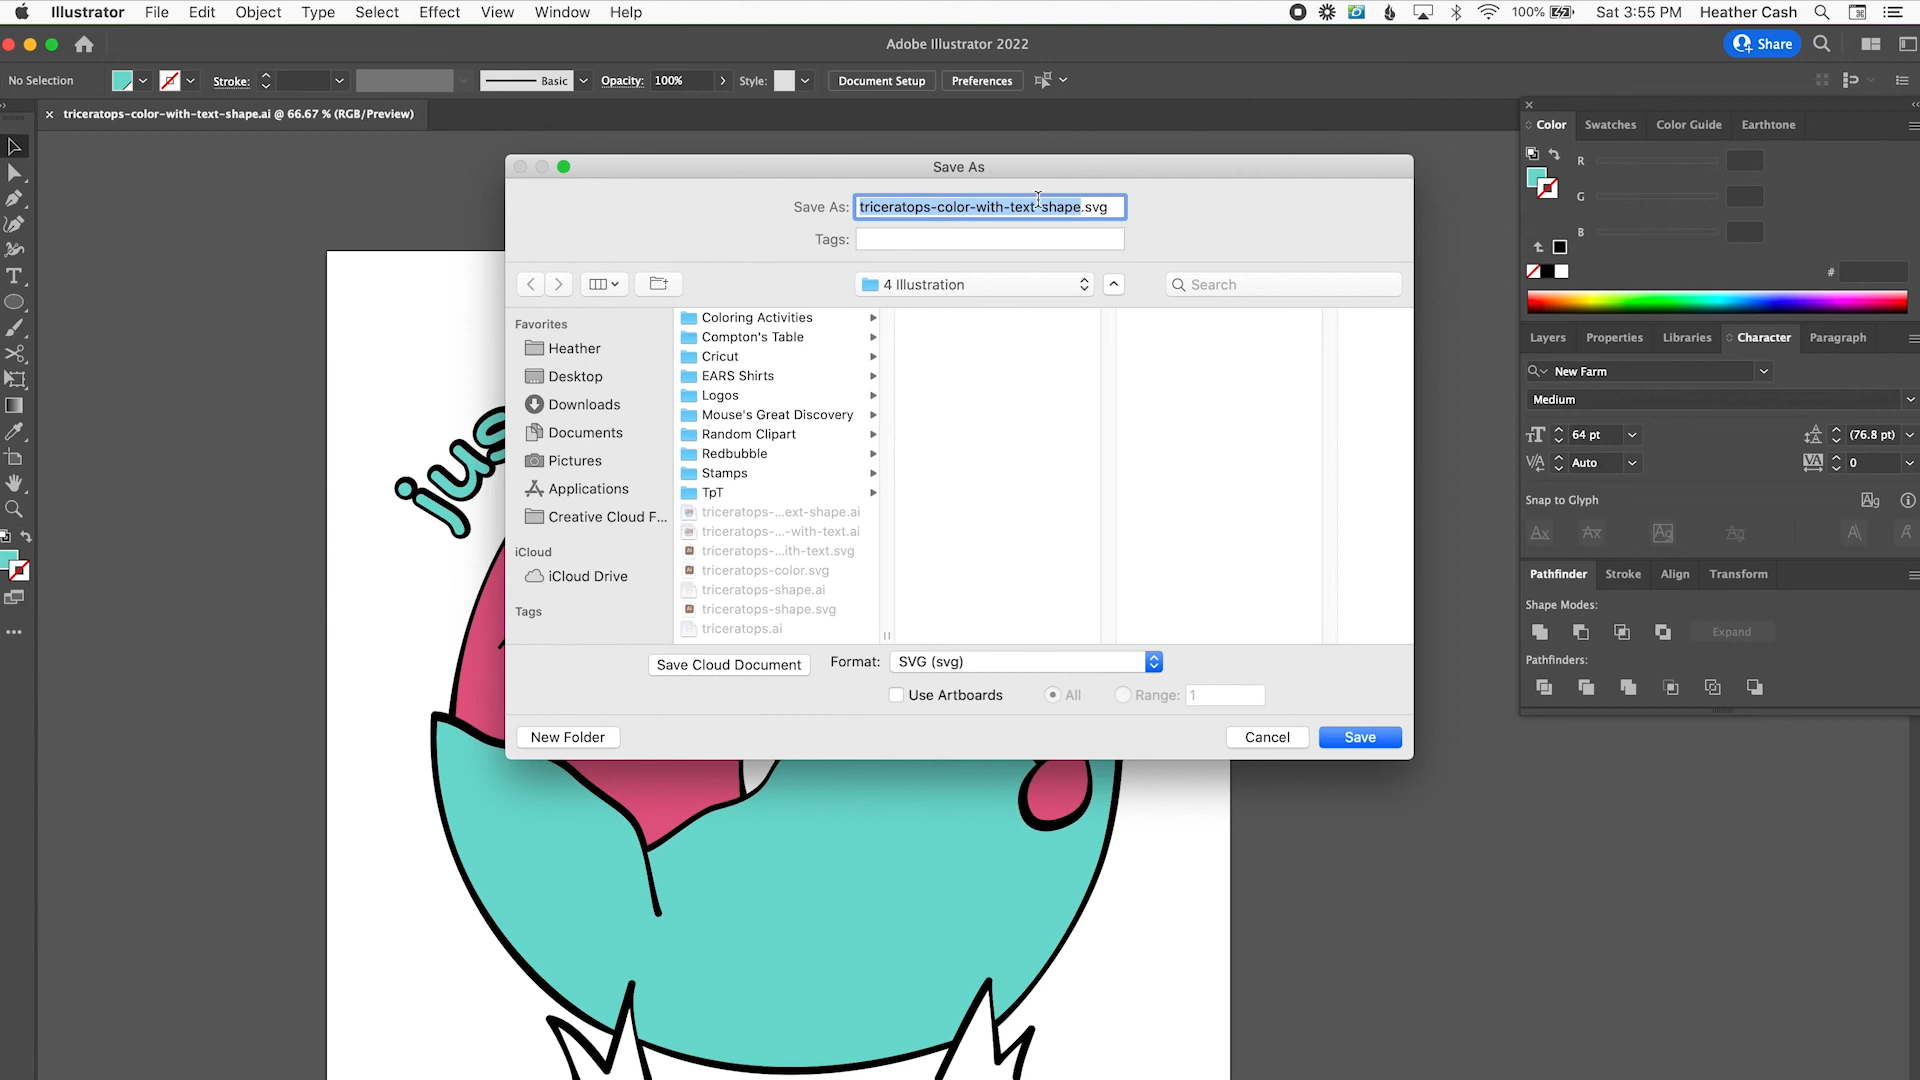 Illustrator File Edit Object Type Select Effect View Window Help
100% Sat 3:55 PM Heather Cash
Adobe Illustrator 2022
Share
No Selection Stroke: Basic Opacity: 100% Style: Document Setup Preferences
triceratops-color-with-text-shape.ai @ 66.67 % (RGB/Preview)
Save As
Save As: triceratops-color-with-text-shape.svg
Tags:
4 Illustration
Search
Favorites
Heather
Desktop
Downloads
Documents
Pictures
Applications
Creative Cloud F...
iCloud
iCloud Drive
Tags
Coloring Activities
Compton's Table
Cricut
EARS Shirts
Logos
Mouse's Great Discovery
Random Clipart
Redbubble
Stamps
TpT
triceratops-...ext-shape.ai
triceratops-...-with-text.ai
triceratops-...ith-text.svg
triceratops-color.svg
triceratops-shape.ai
triceratops-shape.svg
triceratops.ai
Save Cloud Document Format: SVG (svg)
Use Artboards All Range: 1
New Folder Cancel Save
jus
Color Swatches Color Guide Earthtone
R
G
B
#
Layers Properties Libraries Character Paragraph
New Farm
Medium
64 pt (76.8 pt)
Auto 0
Snap to Glyph
Pathfinder Stroke Align Transform
Shape Modes:
Expand
Pathfinders: